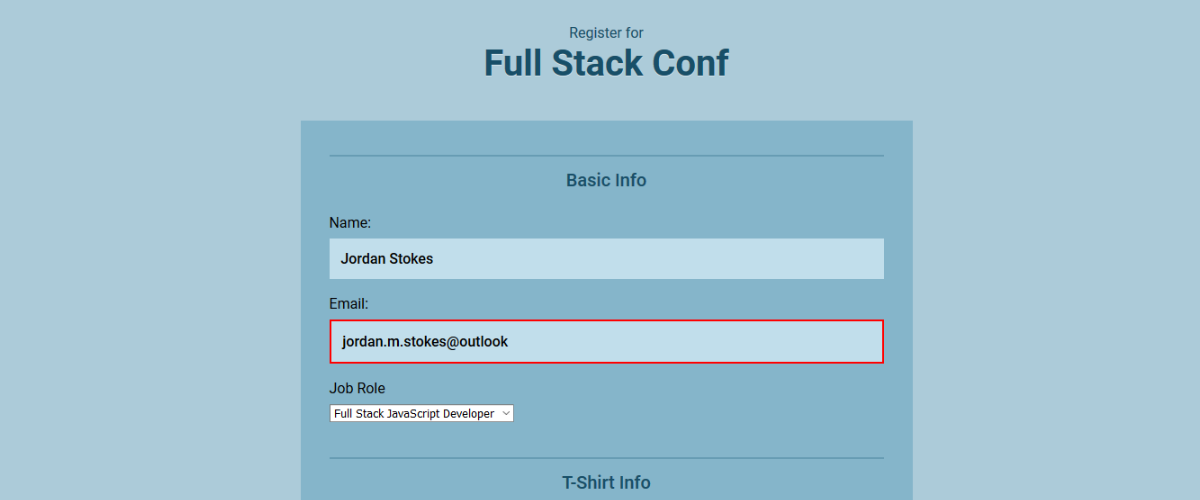 Register for
Full Stack Conf
Basic Info
Name:
Jordan Stokes
Email:
jordan.m.stokes@outlook
Job Role
Full Stack JavaScript Developer
T-Shirt Info